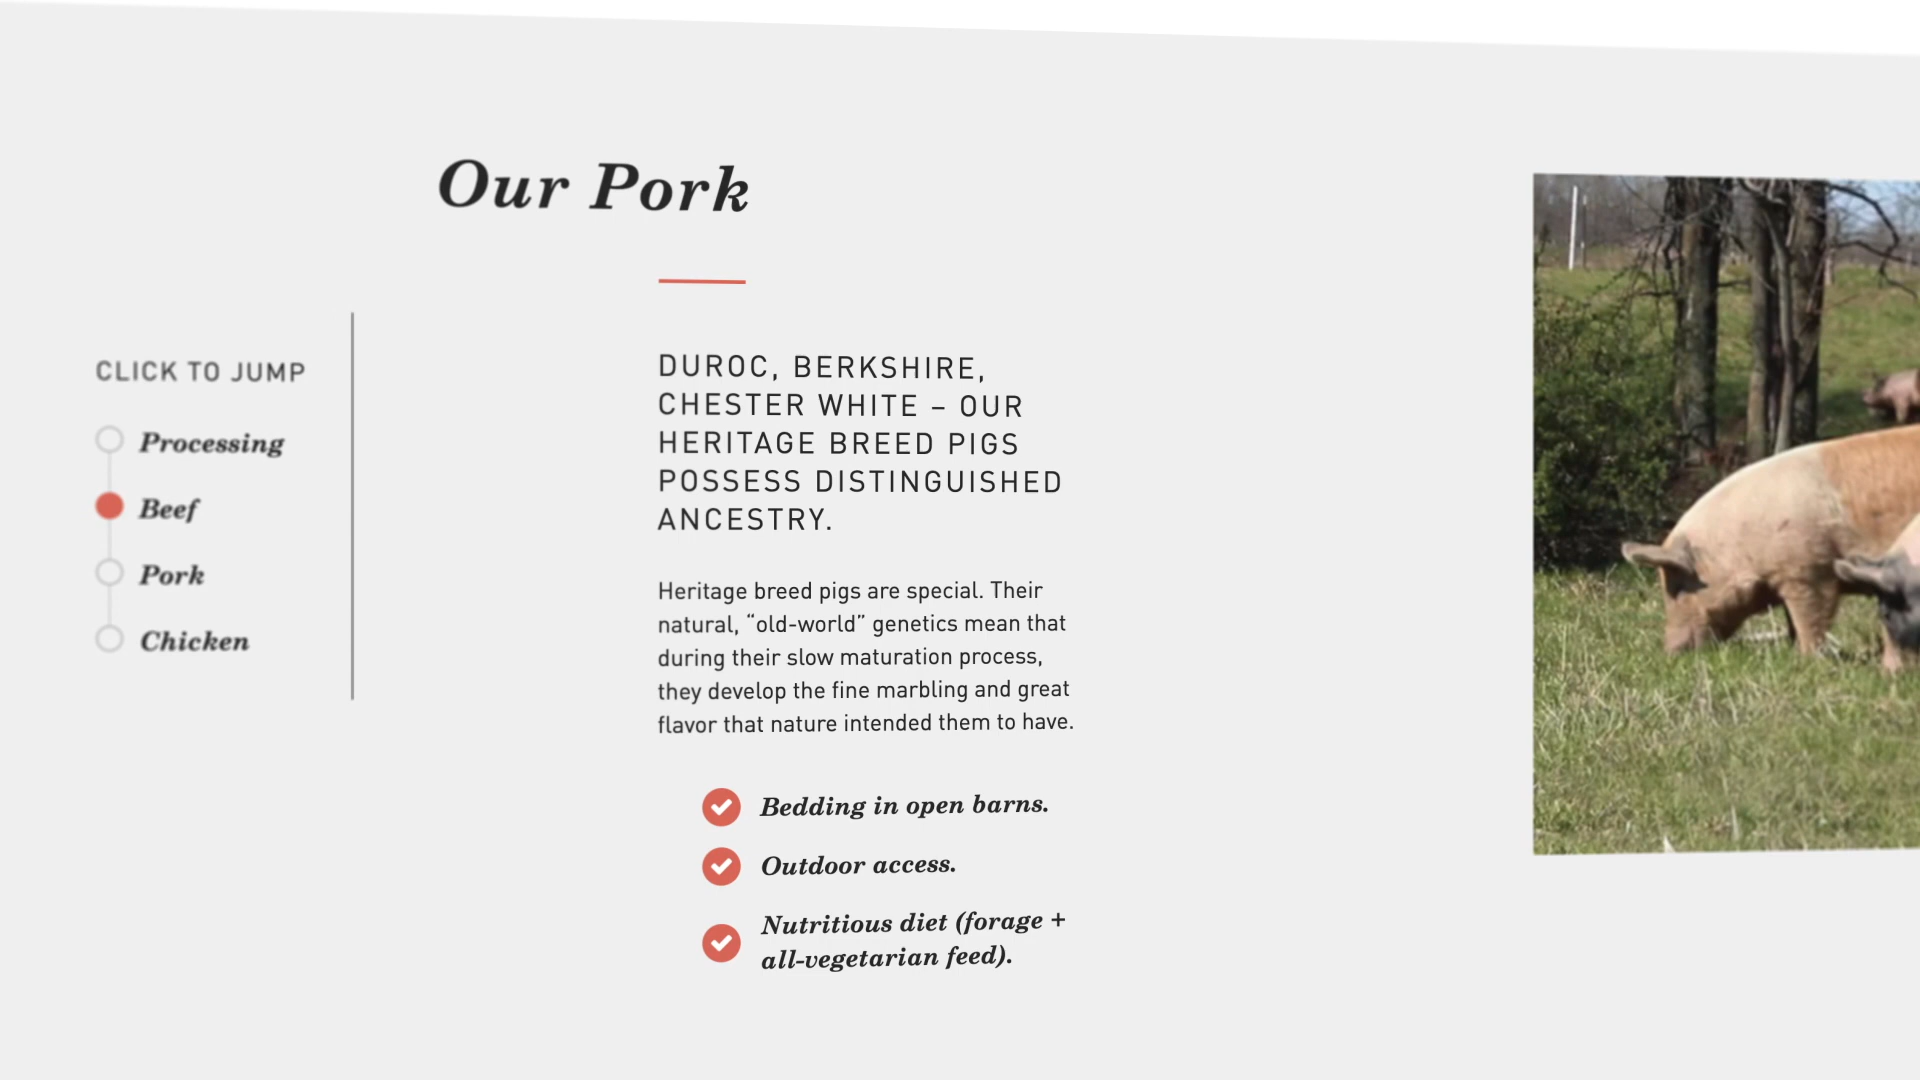 Our Pork
CLICK TO JUMP
Processing
Beef
Pork
Chicken
DUROC, BERKSHIRE,
CHESTER WHITE – OUR
HERITAGE BREED PIGS
POSSESS DISTINGUISHED
ANCESTRY.
Heritage breed pigs are special. Their
natural, “old-world” genetics mean that
during their slow maturation process,
they develop the fine marbling and great
flavor that nature intended them to have.
Bedding in open barns.
Outdoor access.
Nutritious diet (forage +
all-vegetarian feed).